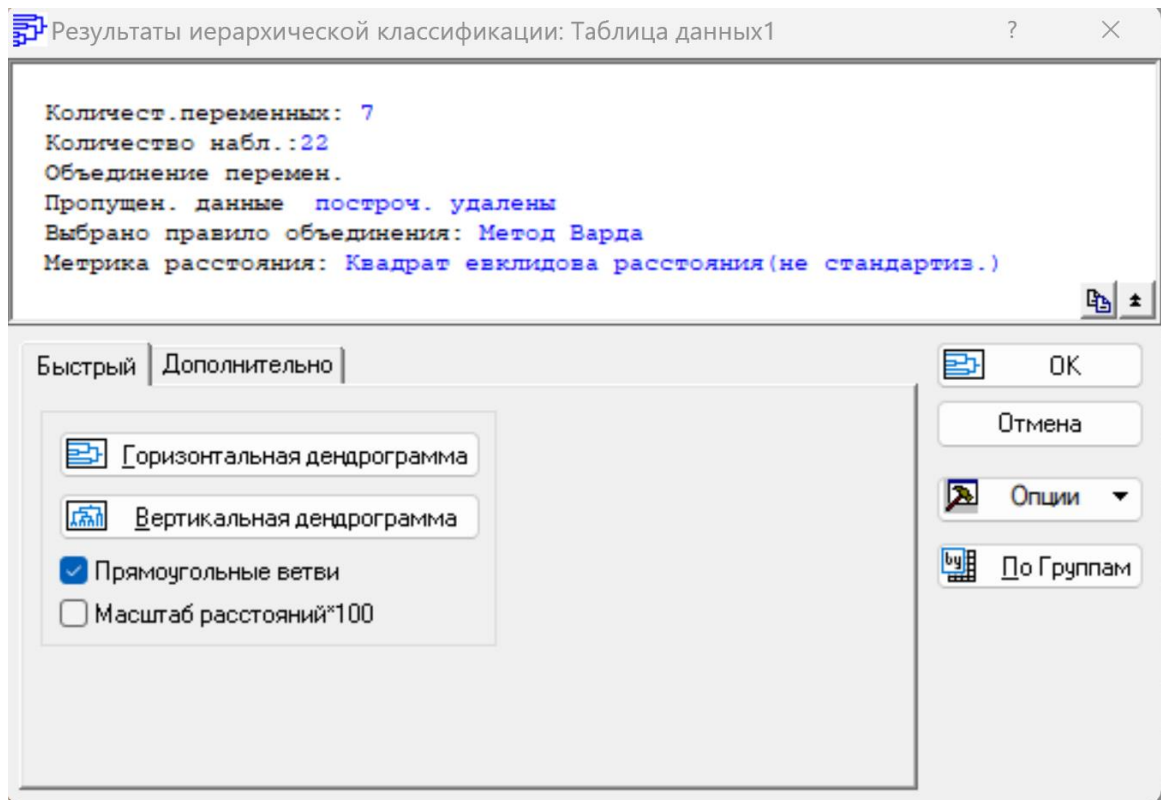 Результаты иерархической классификации: Таблица данных1
?
Количест.переменных: 7
Количество набл.:22
Объединение перемен.
Пропущен. данные построч. удалены
Выбрано правило объединения: Метод Варда
Метрика расстояния: Квадрат евклидова расстояния(не стандартиз.)
Быстрый
Дополнительно
Горизонтальная дендрограмма
Вертикальная дендрограмма
Прямоугольные ветви
Масштаб расстояний*100
OK
Отмена
Опции
by
По Группам